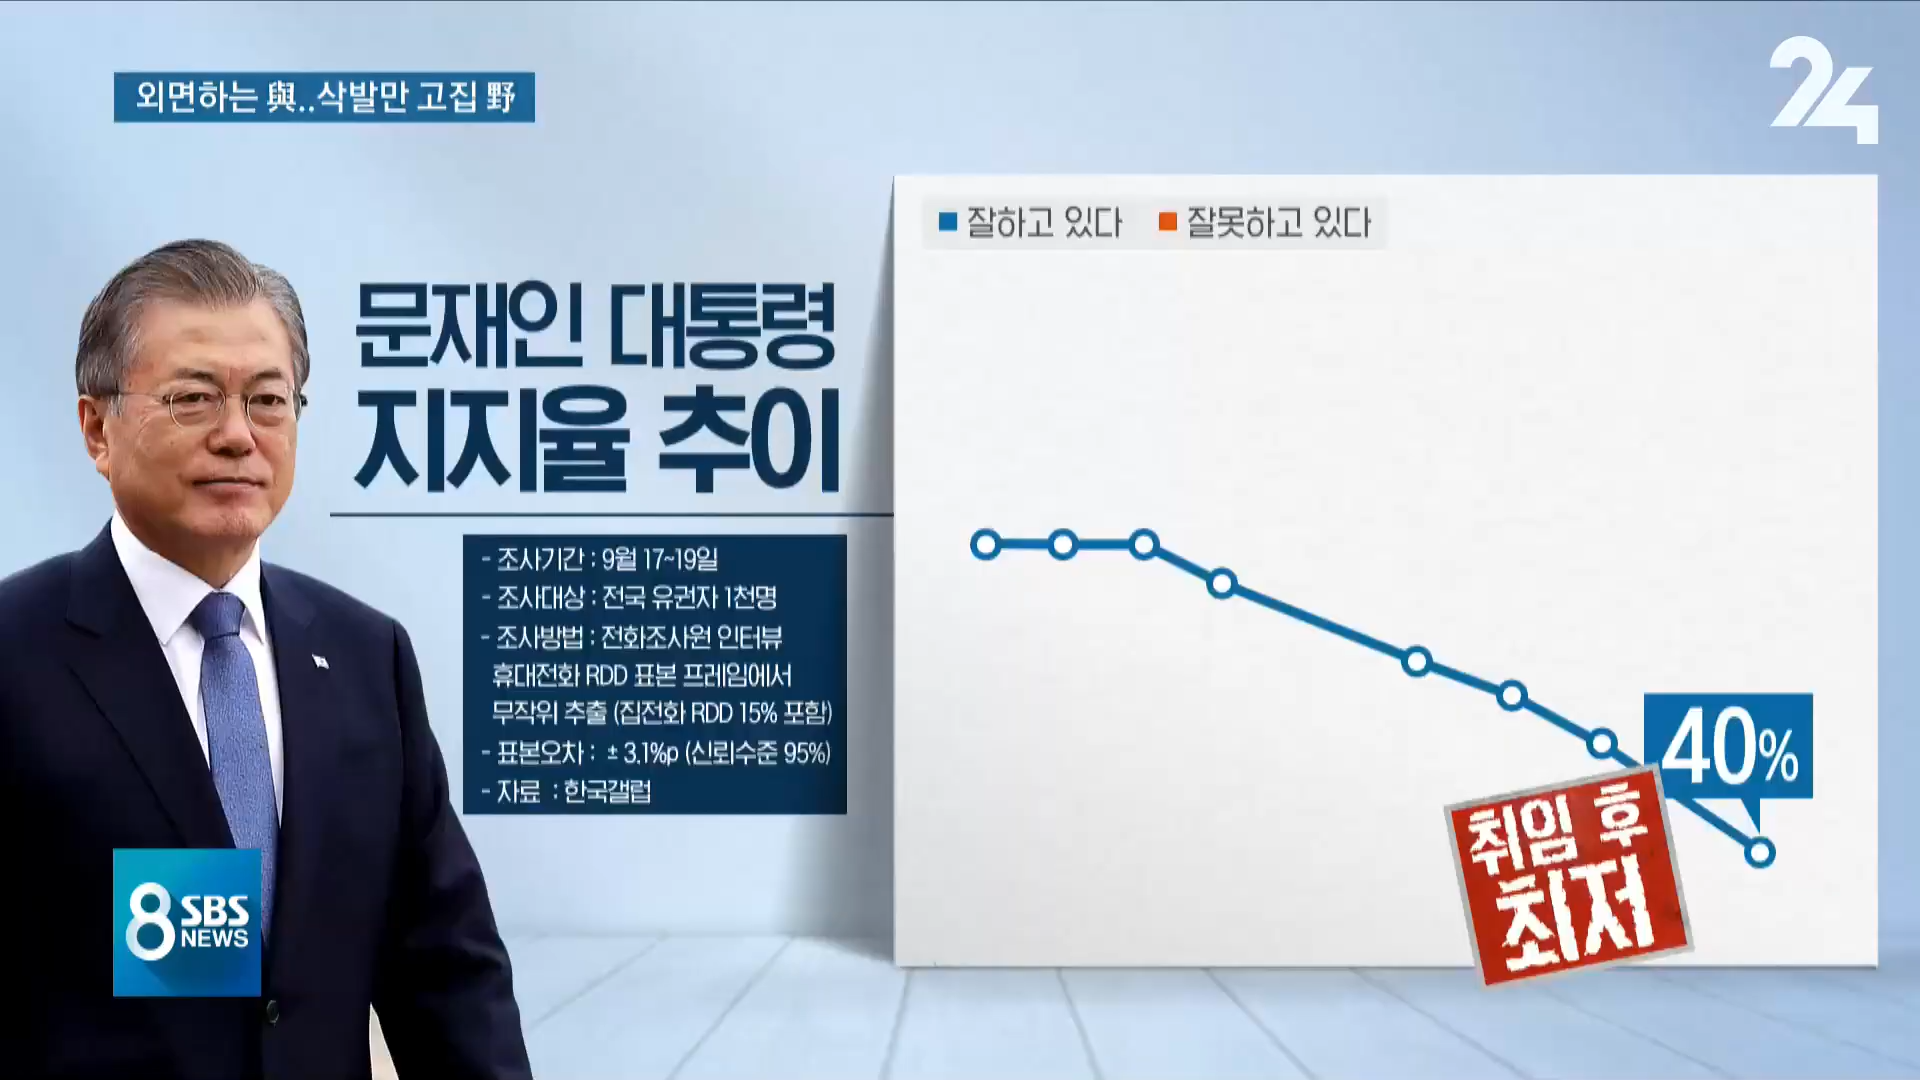 외면하는 與..삭발만 고집 野
24
잘하고 있다 잘못하고 있다
문재인 대통령
지지율 추이
- 조사기간 : 9월 17~19일
- 조사대상 : 전국 유권자 1천명
- 조사방법 : 전화조사원 인터뷰
휴대전화 RDD 표본 프레임에서
무작위 추출 (집전화 RDD 15% 포함)
- 표본오차 : ± 3.1%p (신뢰수준 95%)
- 자료 : 한국갤럽
40%
취임 후
최저
8 SBS
NEWS